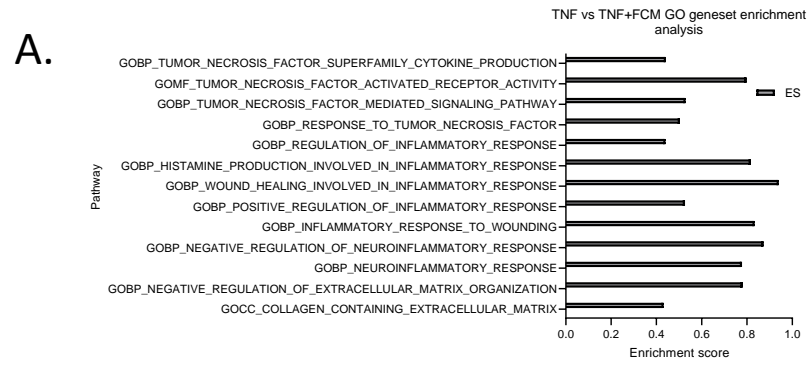 TNF vs TNF+FCM GO geneset enrichment
analysis
A.
GOBP_TUMOR_NECROSIS_FACTOR_SUPERFAMILY_CYTOKINE_PRODUCTION
GOMF_TUMOR_NECROSIS_FACTOR_ACTIVATED_RECEPTOR_ACTIVITY
ES
GOBP_TUMOR_NECROSIS_FACTOR_MEDIATED_SIGNALING_PATHWAY
GOBP_RESPONSE_TO_TUMOR_NECROSIS_FACTOR
GOBP_REGULATION_OF_INFLAMMATORY_RESPONSE
GOBP_HISTAMINE_PRODUCTION_INVOLVED_IN_INFLAMMATORY_RESPONSE
GOBP_WOUND_HEALING_INVOLVED_IN_INFLAMMATORY_RESPONSE
Pathway
GOBP_POSITIVE_REGULATION_OF_INFLAMMATORY_RESPONSE
GOBP_INFLAMMATORY_RESPONSE_TO_WOUNDING
GOBP_NEGATIVE_REGULATION_OF_NEUROINFLAMMATORY_RESPONSE
GOBP_NEUROINFLAMMATORY_RESPONSE
GOBP_NEGATIVE_REGULATION_OF_EXTRACELLULAR_MATRIX_ORGANIZATION
GOCC_COLLAGEN_CONTAINING_EXTRACELLULAR_MATRIX
0.0 0.2 0.4 0.6 0.8 1.0
Enrichment score